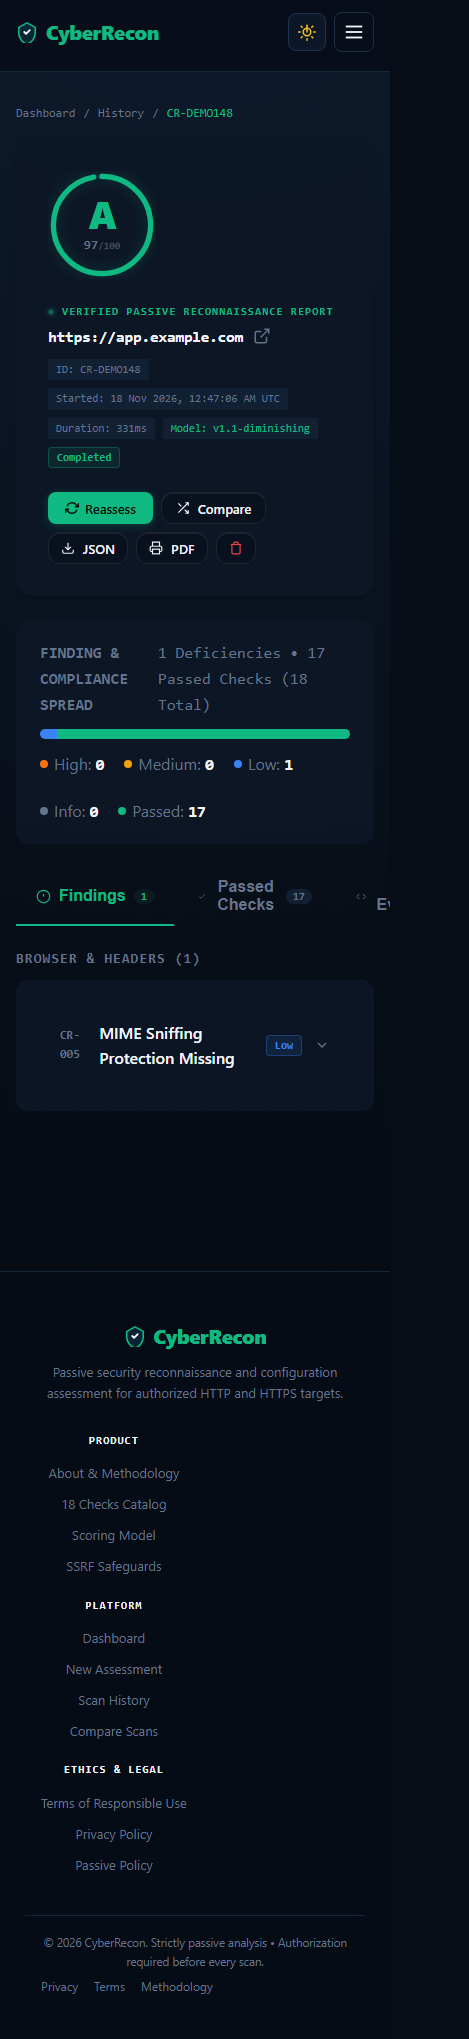 CyberRecon
Dashboard / History / CR-DEMO148
A
97/100
VERIFIED PASSIVE RECONNAISSANCE REPORT
https://app.example.com
ID: CR-DEMO148
Started: 18 Nov 2026, 12:47:06 AM UTC
Duration: 331ms Model: v1.1-diminishing
Completed
Reassess Compare
JSON PDF
FINDING & COMPLIANCE SPREAD
1 Deficiencies • 17 Passed Checks (18 Total)
High: 0 Medium: 0 Low: 1
Info: 0 Passed: 17
Findings 1 Passed Checks 17
BROWSER & HEADERS (1)
CR-005 MIME Sniffing Protection Missing Low
CyberRecon
Passive security reconnaissance and configuration
assessment for authorized HTTP and HTTPS targets.
PRODUCT
About & Methodology
18 Checks Catalog
Scoring Model
SSRF Safeguards
PLATFORM
Dashboard
New Assessment
Scan History
Compare Scans
ETHICS & LEGAL
Terms of Responsible Use
Privacy Policy
Passive Policy
© 2026 CyberRecon. Strictly passive analysis • Authorization
required before every scan.
Privacy Terms Methodology